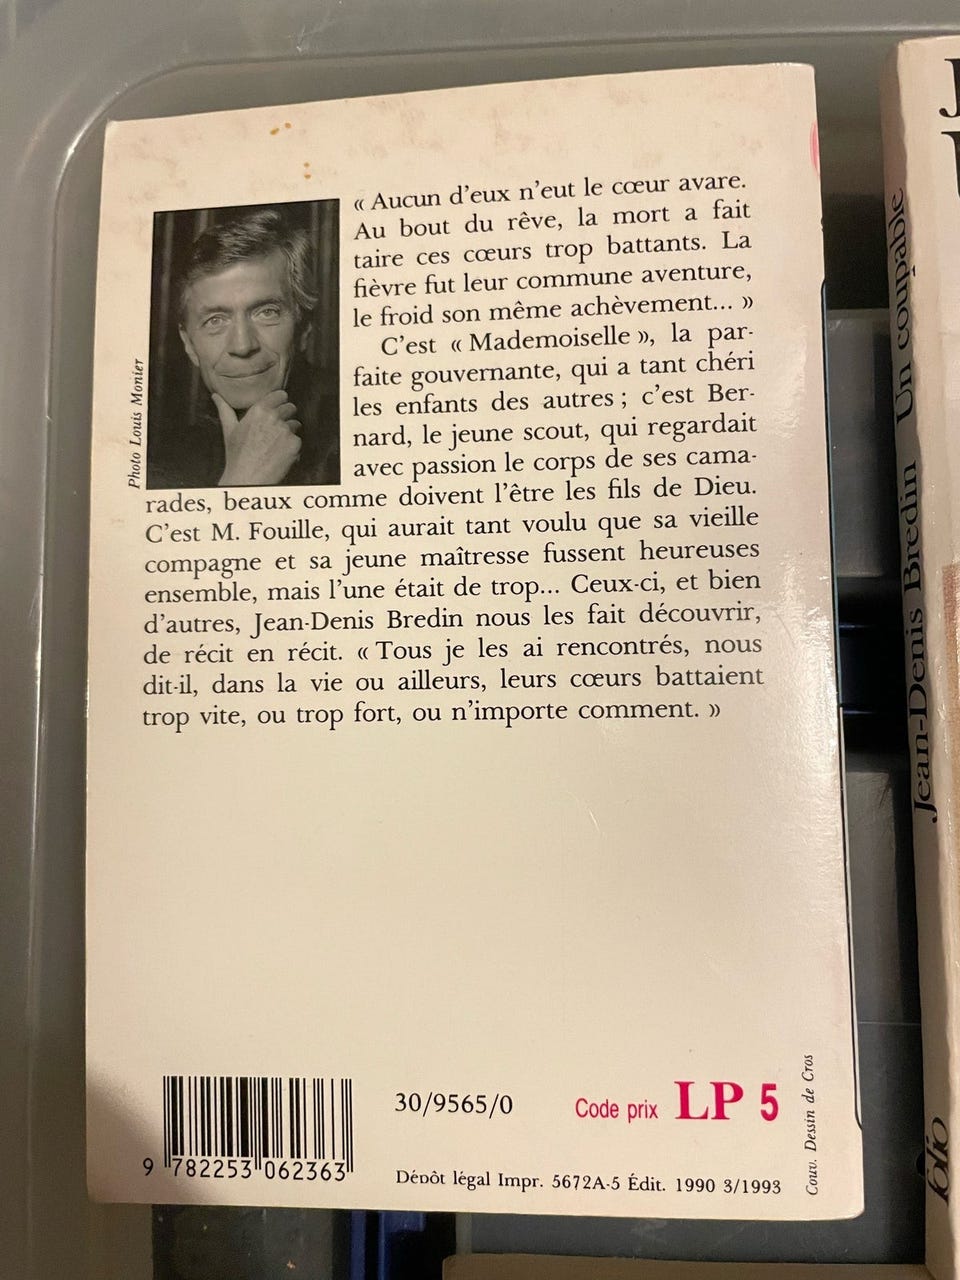 « Aucun d'eux n'eut le cœur avare.
Au bout du rêve, la mort a fait
taire ces cœurs trop battants. La
fièvre fut leur commune aventure,
le froid son même achèvement... »
C'est « Mademoiselle », la par-
faite gouvernante, qui a tant chéri
les enfants des autres ; c'est Ber-
nard, le jeune scout, qui regardait
avec passion le corps de ses cama-
rades, beaux comme doivent l'être les fils de Dieu.
C'est M. Fouille, qui aurait tant voulu que sa vieille
compagne et sa jeune maîtresse fussent heureuses
ensemble, mais l'une était de trop... Ceux-ci, et bien
d'autres, Jean-Denis Bredin nous les fait découvrir,
de récit en récit. « Tous je les ai rencontrés, nous
dit-il, dans la vie ou ailleurs, leurs cœurs battaient
trop vite, ou trop fort, ou n'importe comment. »
Photo Louis Monier
9 782253 062363
30/9565/0
Code prix LP 5
Dépôt légal Impr. 5672A-5 Édit. 1990 3/1993
Couv. Dessin de Cros
Jean-Denis Bredin Un coupable
folio